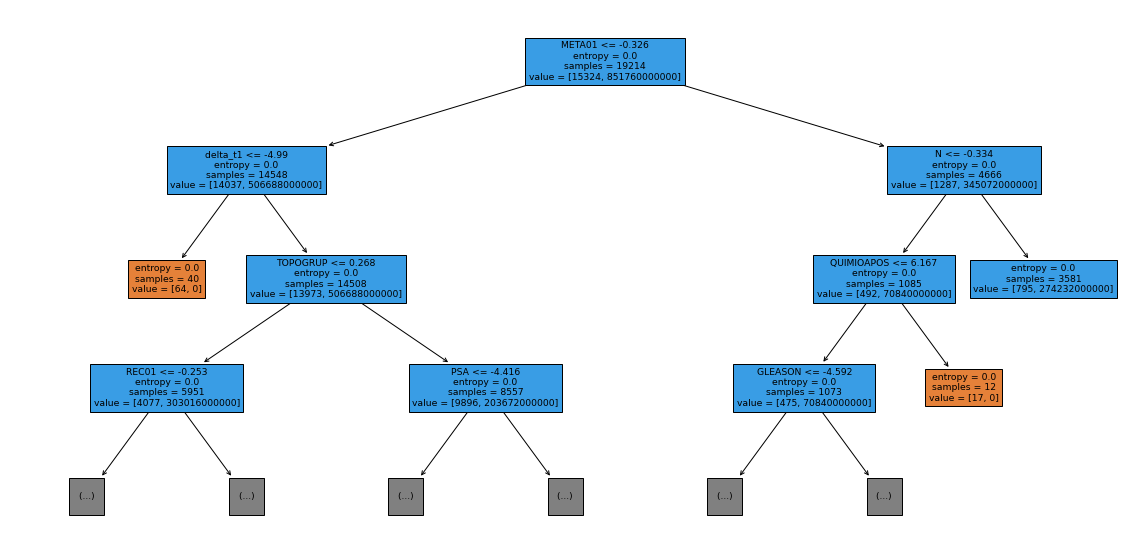 META01 <= -0.326
entropy = 0.0
samples = 19214
value = [15324, 851760000000]
delta_t1 <= -4.99
entropy = 0.0
samples = 14548
value = [14037, 506688000000]
N <= -0.334
entropy = 0.0
samples = 4666
value = [1287, 345072000000]
entropy = 0.0
samples = 40
value = [64, 0]
TOPOGRUP <= 0.268
entropy = 0.0
samples = 14508
value = [13973, 506688000000]
QUIMIOAPOS <= 6.167
entropy = 0.0
samples = 1085
value = [492, 70840000000]
entropy = 0.0
samples = 3581
value = [795, 274232000000]
REC01 <= -0.253
entropy = 0.0
samples = 5951
value = [4077, 303016000000]
PSA <= -4.416
entropy = 0.0
samples = 8557
value = [9896, 203672000000]
GLEASON <= -4.592
entropy = 0.0
samples = 1073
value = [475, 70840000000]
entropy = 0.0
samples = 12
value = [17, 0]
(...)
(...)
(...)
(...)
(...)
(...)